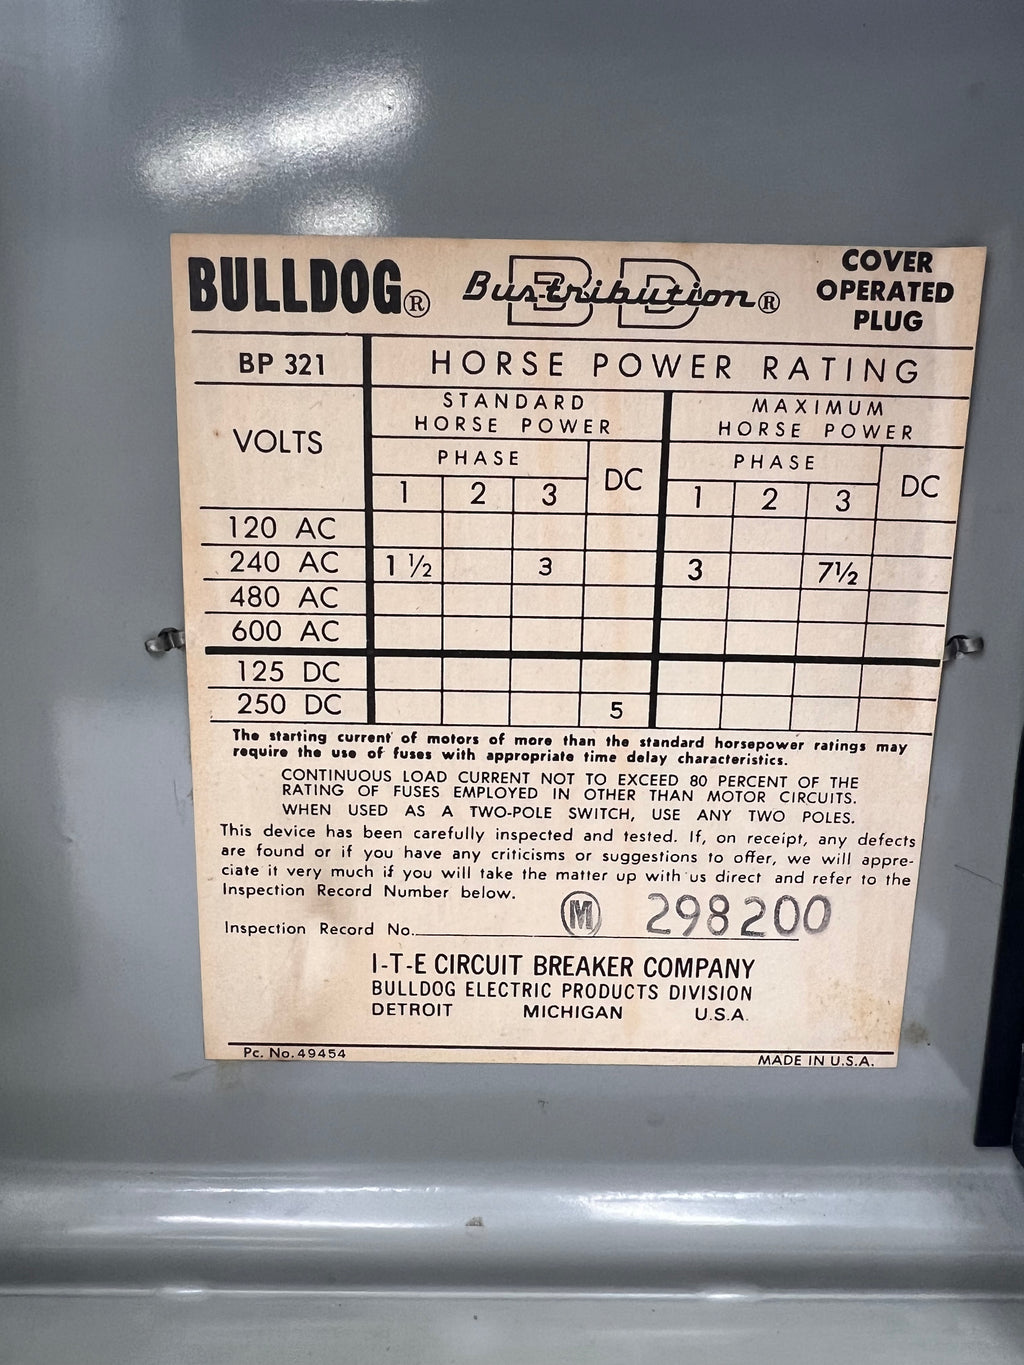 BULLDOG® BD Bustribution® COVER OPERATED PLUG
BP 321 HORSE POWER RATING
VOLTS STANDARD HORSE POWER MAXIMUM HORSE POWER
PHASE DC PHASE DC
1 2 3 1 2 3
120 AC
240 AC 1 ½ 3 3 7½
480 AC
600 AC
125 DC
250 DC 5
The starting current of motors of more than the standard horsepower ratings may
require the use of fuses with appropriate time delay characteristics.
CONTINUOUS LOAD CURRENT NOT TO EXCEED 80 PERCENT OF THE
RATING OF FUSES EMPLOYED IN OTHER THAN MOTOR CIRCUITS.
WHEN USED AS A TWO-POLE SWITCH, USE ANY TWO POLES.
This device has been carefully inspected and tested. If, on receipt, any defects
are found or if you have any criticisms or suggestions to offer, we will appre-
ciate it very much if you will take the matter up with us direct and refer to the
Inspection Record Number below.
Inspection Record No. M 298200
I-T-E CIRCUIT BREAKER COMPANY
BULLDOG ELECTRIC PRODUCTS DIVISION
DETROIT MICHIGAN U.S.A.
Pc. No. 49454 MADE IN U.S.A.